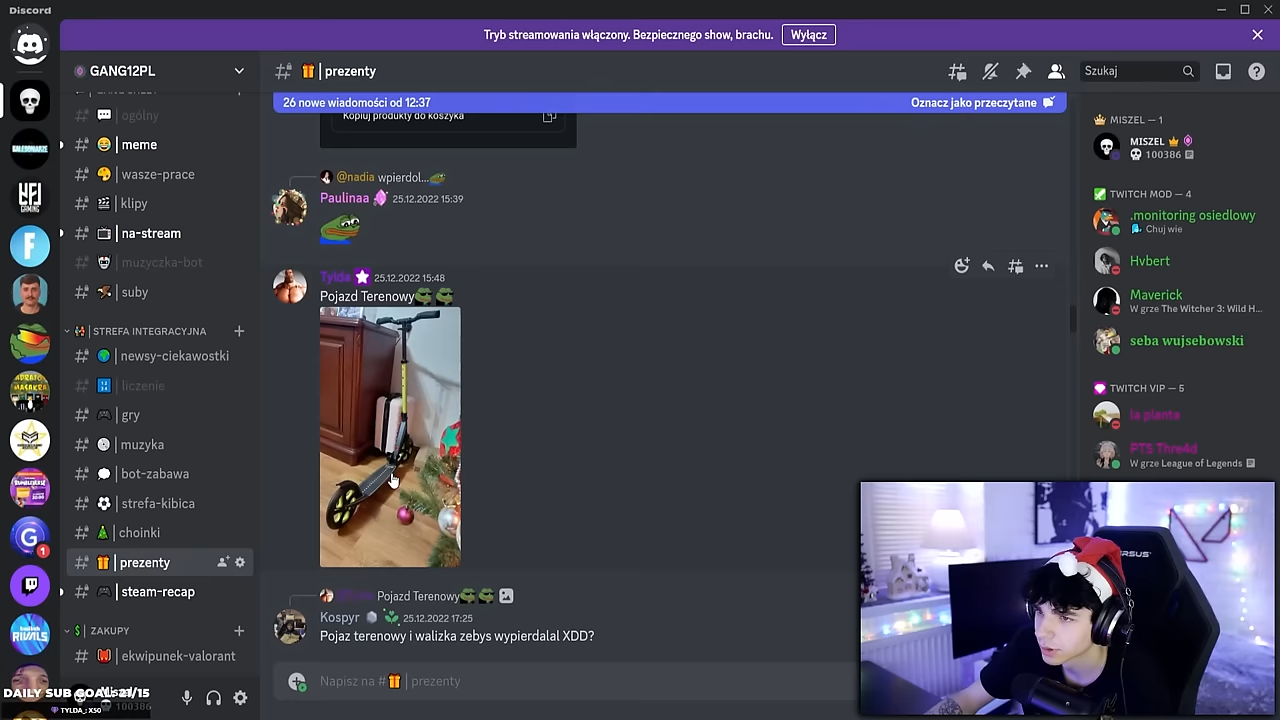 Discord
Tryb streamowania włączony. Bezpiecznego show, brachu.
Wyłącz
GANG12PL
prezenty
Szukaj
26 nowe wiadomości od 12:37
Oznacz jako przeczytane
Kopiuj produkty do koszyka
ogólny
meme
wasze-prace
klipy
na-stream
muzyczka-bot
suby
STREFA INTEGRACYJNA
newsy-ciekawostki
liczenie
gry
muzyka
bot-zabawa
strefa-kibica
choinki
prezenty
steam-recap
ZAKUPY
ekwipunek-valorant
@nadia wpierdol...
Paulinaa 25.12.2022 15:39
Tylda 25.12.2022 15:48
Pojazd Terenowy
Pojazd Terenowy
Kospyr 25.12.2022 17:25
Pojaz terenowy i walizka zebys wypierdalal XDD?
Napisz na # | prezenty
MISZEL — 1
MISZEL
100386
TWITCH MOD — 4
.monitoring osiedlowy
Chuj wie
Hvbert
Maverick
W grze The Witcher 3: Wild H...
seba wujsebowski
TWITCH VIP — 5
la planta
PTS Thre4d
W grze League of Legends
DAILY SUB GOAL: 21/15
TYLDA_: X50
100386